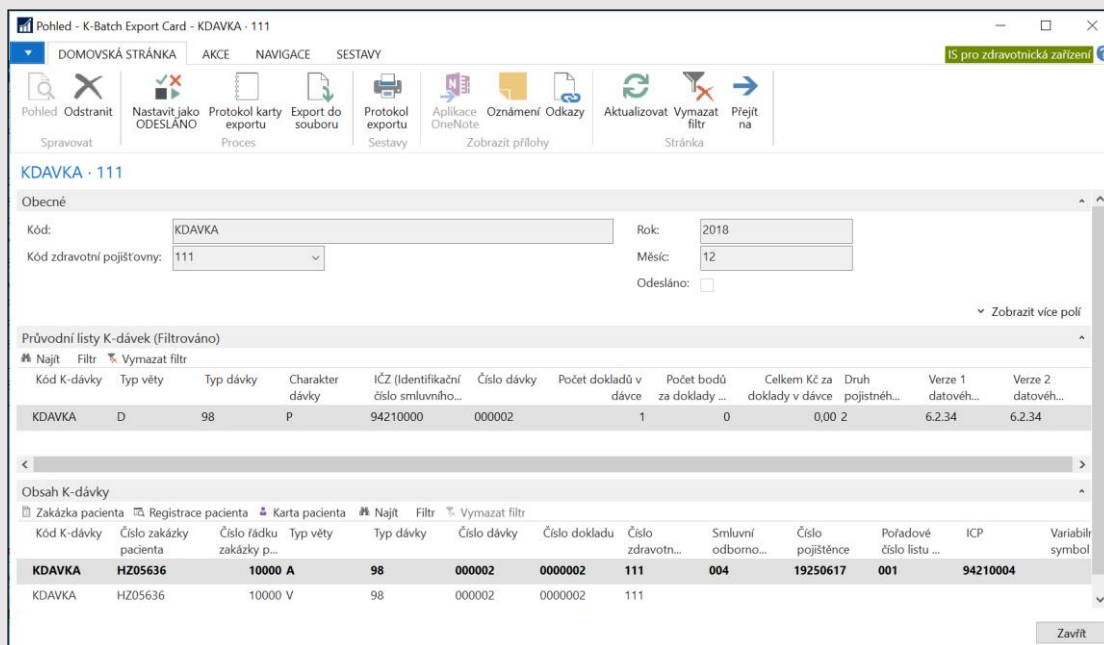 Pohled - K-Batch Export Card - KDAVKA · 111
DOMOVSKÁ STRÁNKA AKCE NAVIGACE SESTAVY IS pro zdravotnická zařízení
Pohled Odstranit Nastavit jako ODESLÁNO Protokol karty exportu Export do souboru Protokol exportu Aplikace OneNote Oznámení Odkazy Aktualizovat Vymazat filtr Přejít na
Spravovat Proces Sestavy Zobrazit přílohy Stránka
KDAVKA · 111
Obecné
Kód: KDAVKA Rok: 2018
Kód zdravotní pojišťovny: 111 Měsíc: 12
Odesláno:
Zobrazit více polí
Průvodní listy K-dávek (Filtrováno)
Najít Filtr Vymazat filtr
Kód K-dávky Typ věty Typ dávky Charakter dávky IČZ (Identifikační číslo smluvního... Číslo dávky Počet dokladů v dávce Počet bodů za doklady ... Celkem Kč za doklady v dávce Druh pojistnéh... Verze 1 datovéh... Verze 2 datovéh...
KDAVKA D 98 P 94210000 000002 1 0 0,00 2 6.2.34 6.2.34
Obsah K-dávky
Zakázka pacienta Registrace pacienta Karta pacienta Najít Filtr Vymazat filtr
Kód K-dávky Číslo zakázky pacienta Číslo řádku zakázky p... Typ věty Typ dávky Číslo dávky Číslo dokladu Číslo zdravotn... Smluvní odborno... Číslo pojištěnce Pořadové číslo listu ... ICP Variabiln symbol
KDAVKA HZ05636 10000 A 98 000002 0000002 111 004 19250617 001 94210004
KDAVKA HZ05636 10000 V 98 000002 0000002 111
Zavřít